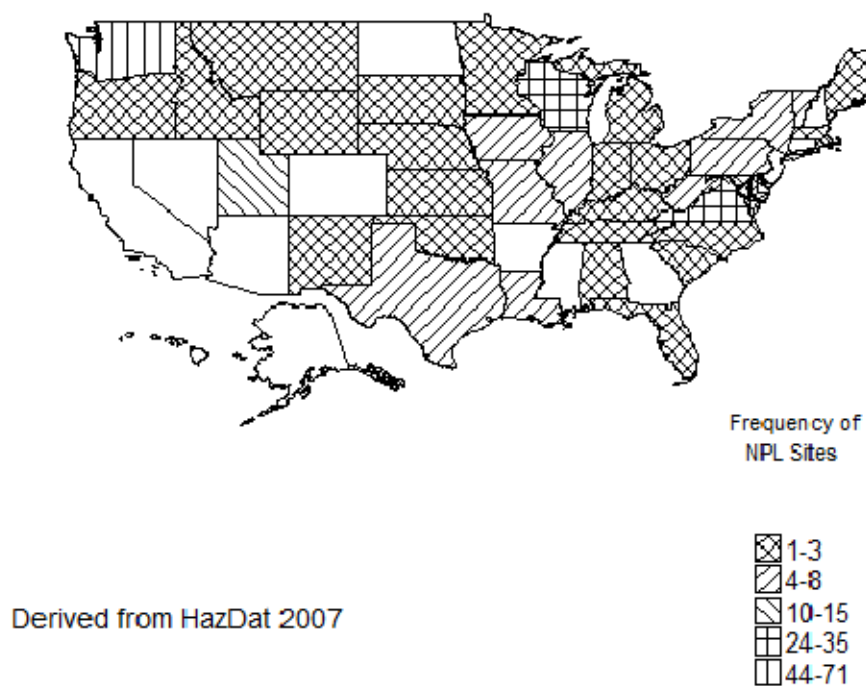 Frequency of
NPL Sites
1-3
4-8
10-15
24-35
44-71
Derived from HazDat 2007